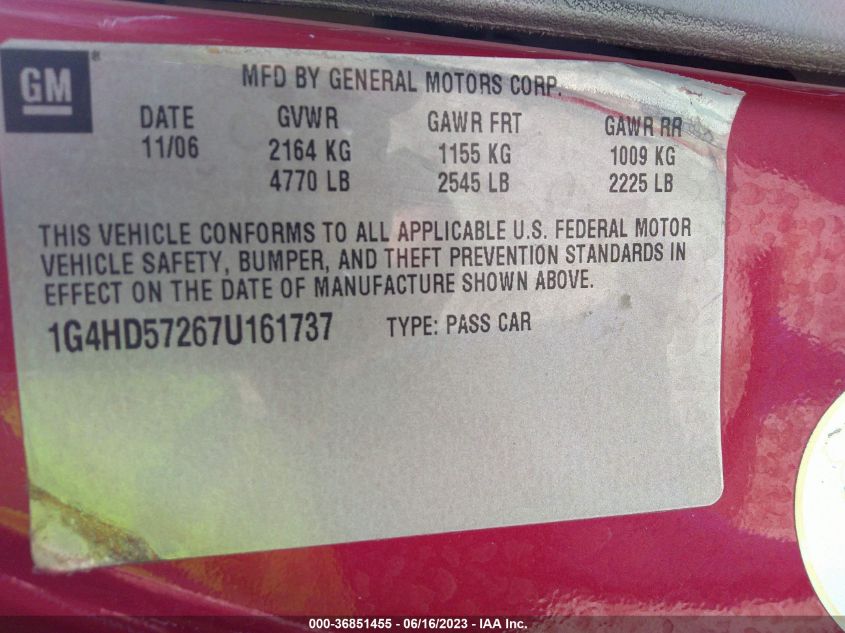 GM ®
MFD BY GENERAL MOTORS CORP.
DATE GVWR GAWR FRT GAWR RR
11/06 2164 KG 1155 KG 1009 KG
4770 LB 2545 LB 2225 LB
THIS VEHICLE CONFORMS TO ALL APPLICABLE U.S. FEDERAL MOTOR
VEHICLE SAFETY, BUMPER, AND THEFT PREVENTION STANDARDS IN
EFFECT ON THE DATE OF MANUFACTURE SHOWN ABOVE.
1G4HD57267U161737 TYPE: PASS CAR
000-36851455 - 06/16/2023 - IAA Inc.